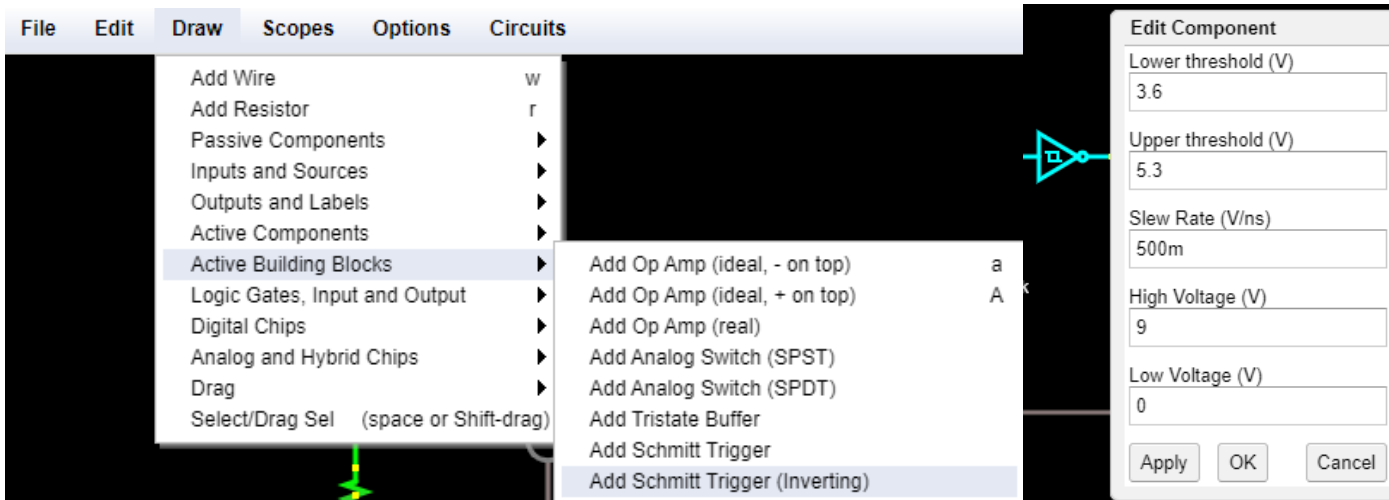 File Edit Draw Scopes Options Circuits
Add Wire w
Add Resistor r
Passive Components
Inputs and Sources
Outputs and Labels
Active Components
Active Building Blocks
Logic Gates, Input and Output
Digital Chips
Analog and Hybrid Chips
Drag
Select/Drag Sel (space or Shift-drag)
Add Op Amp (ideal, - on top) a
Add Op Amp (ideal, + on top) A
Add Op Amp (real)
Add Analog Switch (SPST)
Add Analog Switch (SPDT)
Add Tristate Buffer
Add Schmitt Trigger
Add Schmitt Trigger (Inverting)
k
Edit Component
Lower threshold (V)
3.6
Upper threshold (V)
5.3
Slew Rate (V/ns)
500m
High Voltage (V)
9
Low Voltage (V)
0
Apply OK Cancel